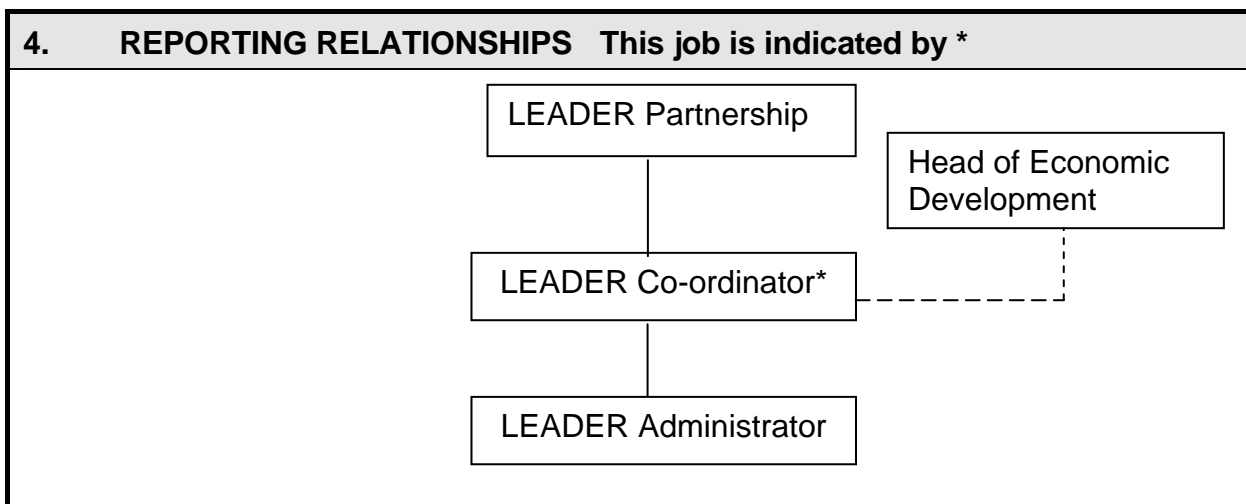 4. REPORTING RELATIONSHIPS This job is indicated by *
LEADER Partnership
Head of Economic
Development
LEADER Co-ordinator*
LEADER Administrator